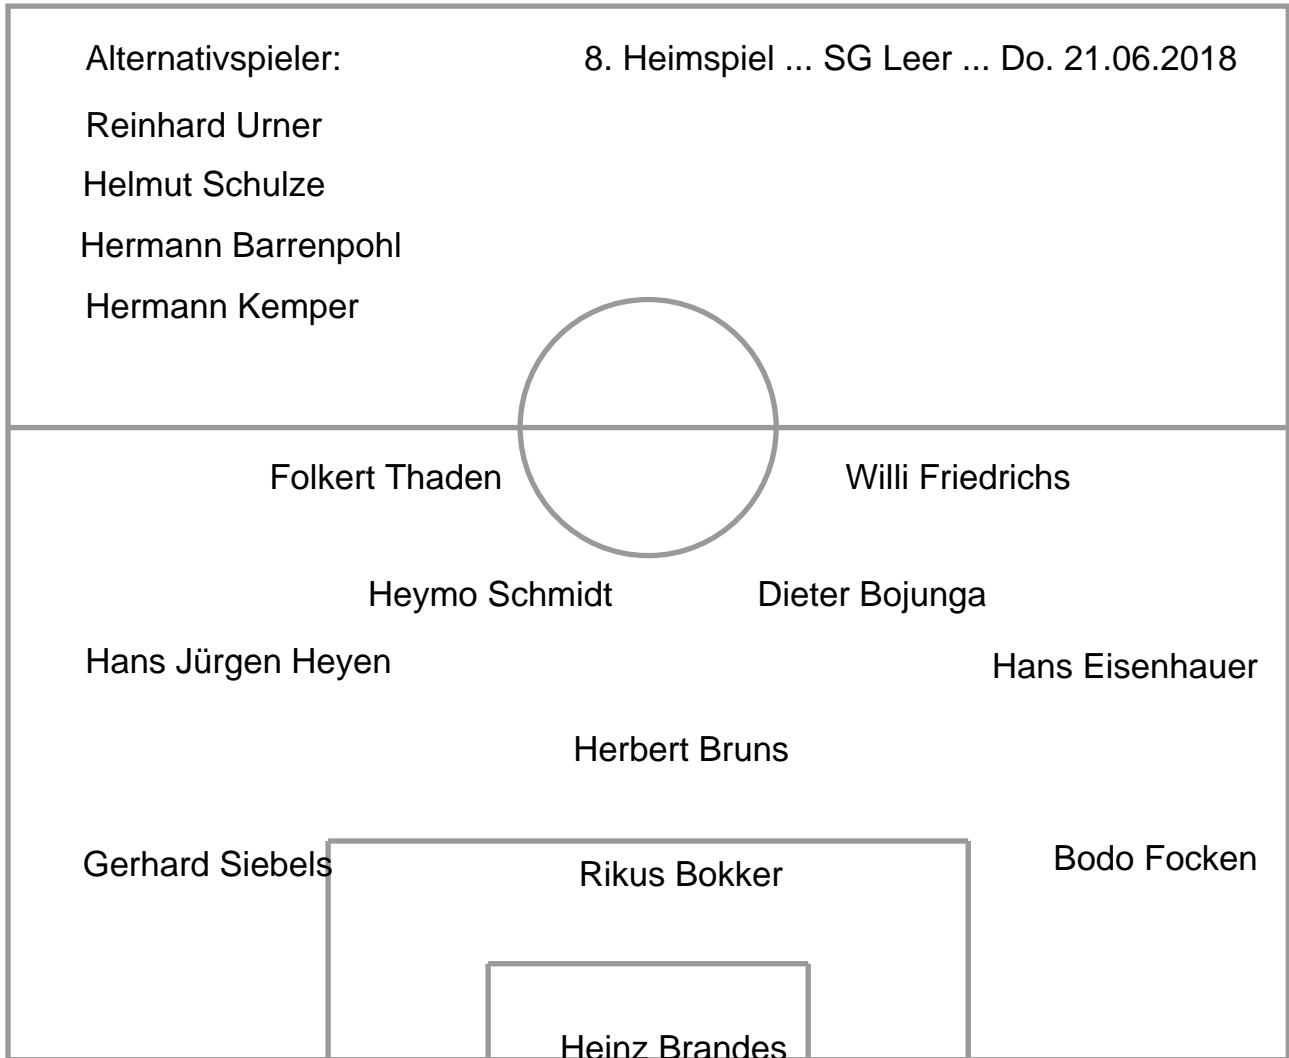 Alternativspieler: 8. Heimspiel ... SG Leer ... Do. 21.06.2018
Reinhard Urner
Helmut Schulze
Hermann Barrenpohl
Hermann Kemper
Folkert Thaden Willi Friedrichs
Heymo Schmidt Dieter Bojunga
Hans Jürgen Heyen Hans Eisenhauer
Herbert Bruns
Gerhard Siebels Rikus Bokker Bodo Focken
Heinz Brandes